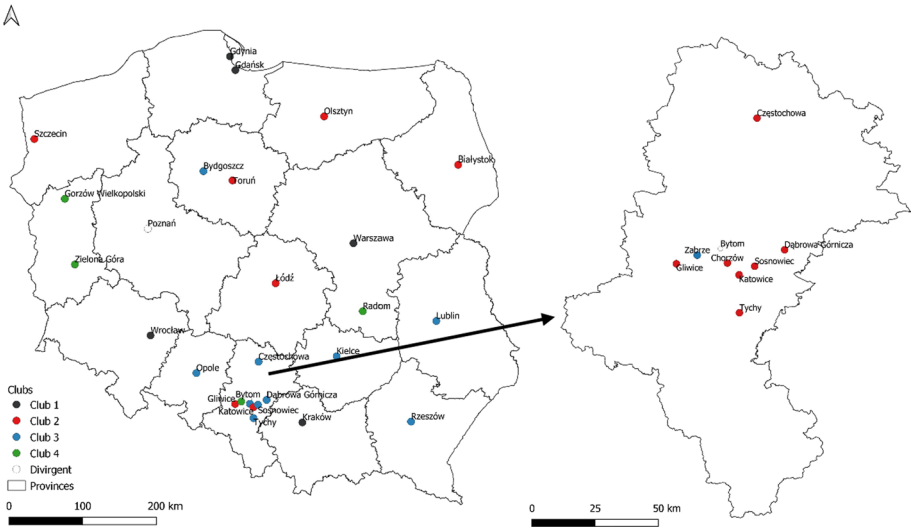 Gdynia
Gdańsk
Olsztyn
Szczecin
Białystok
Bydgoszcz
Toruń
Gorzów Wielkopolski
Poznań
Warszawa
Zielona Góra
Łódź
Radom
Lublin
Wrocław
Kielce
Częstochowa
Opole
Bytom
Dąbrowa Górnicza
Gliwice
Katowice
Sosnowiec
Tychy
Kraków
Rzeszów
Clubs
Club 1
Club 2
Club 3
Club 4
Divirgent
Provinces
0 100 200 km
Częstochowa
Zabrze
Bytom
Dąbrowa Górnicza
Gliwice
Chorzów
Sosnowiec
Katowice
Tychy
0 25 50 km